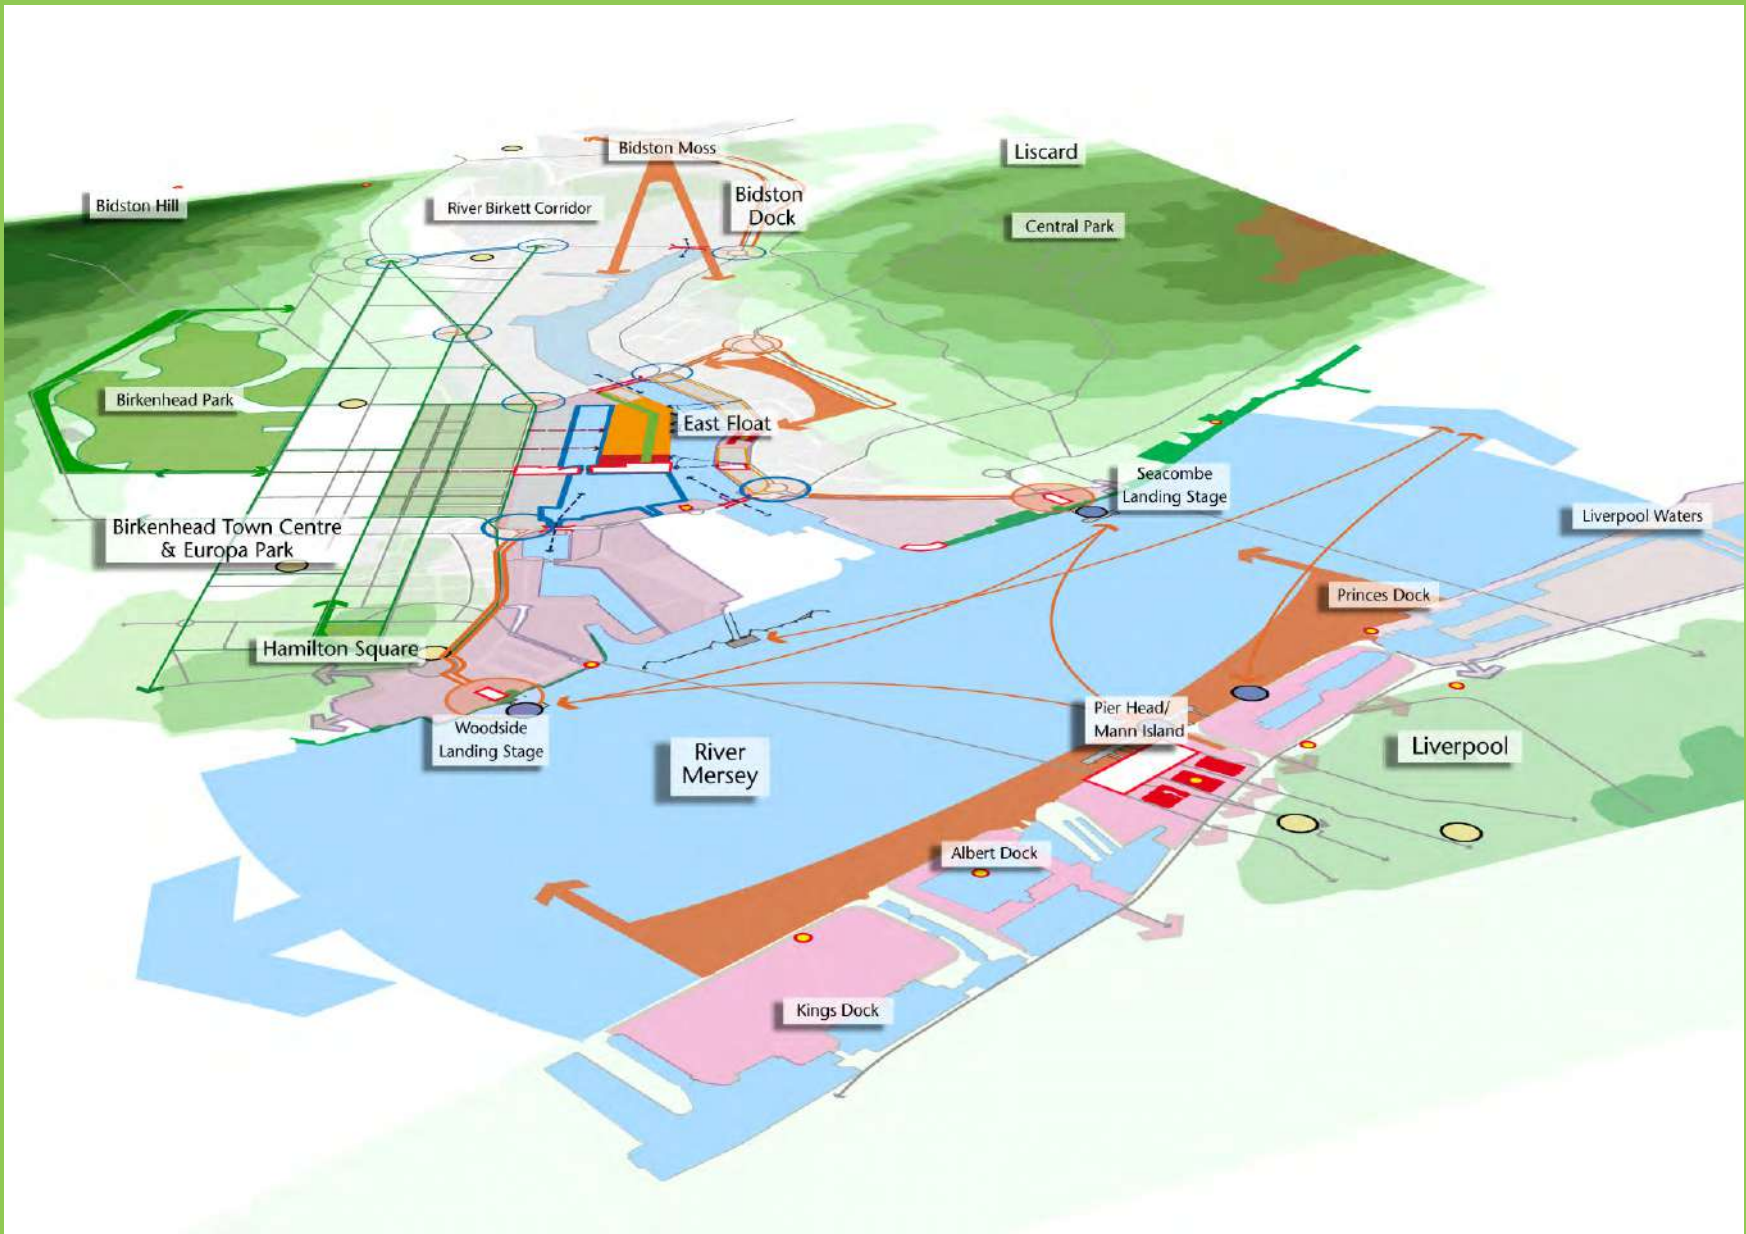 Bidston Moss
Liscard
Bidston Hill
River Birkett Corridor
Bidston
Dock
Central Park
Birkenhead Park
East Float
Seacombe
Landing Stage
Liverpool Waters
Birkenhead Town Centre
& Europa Park
Princes Dock
Hamilton Square
Pier Head/
Mann Island
Woodside
Landing Stage
River
Mersey
Liverpool
Albert Dock
Kings Dock